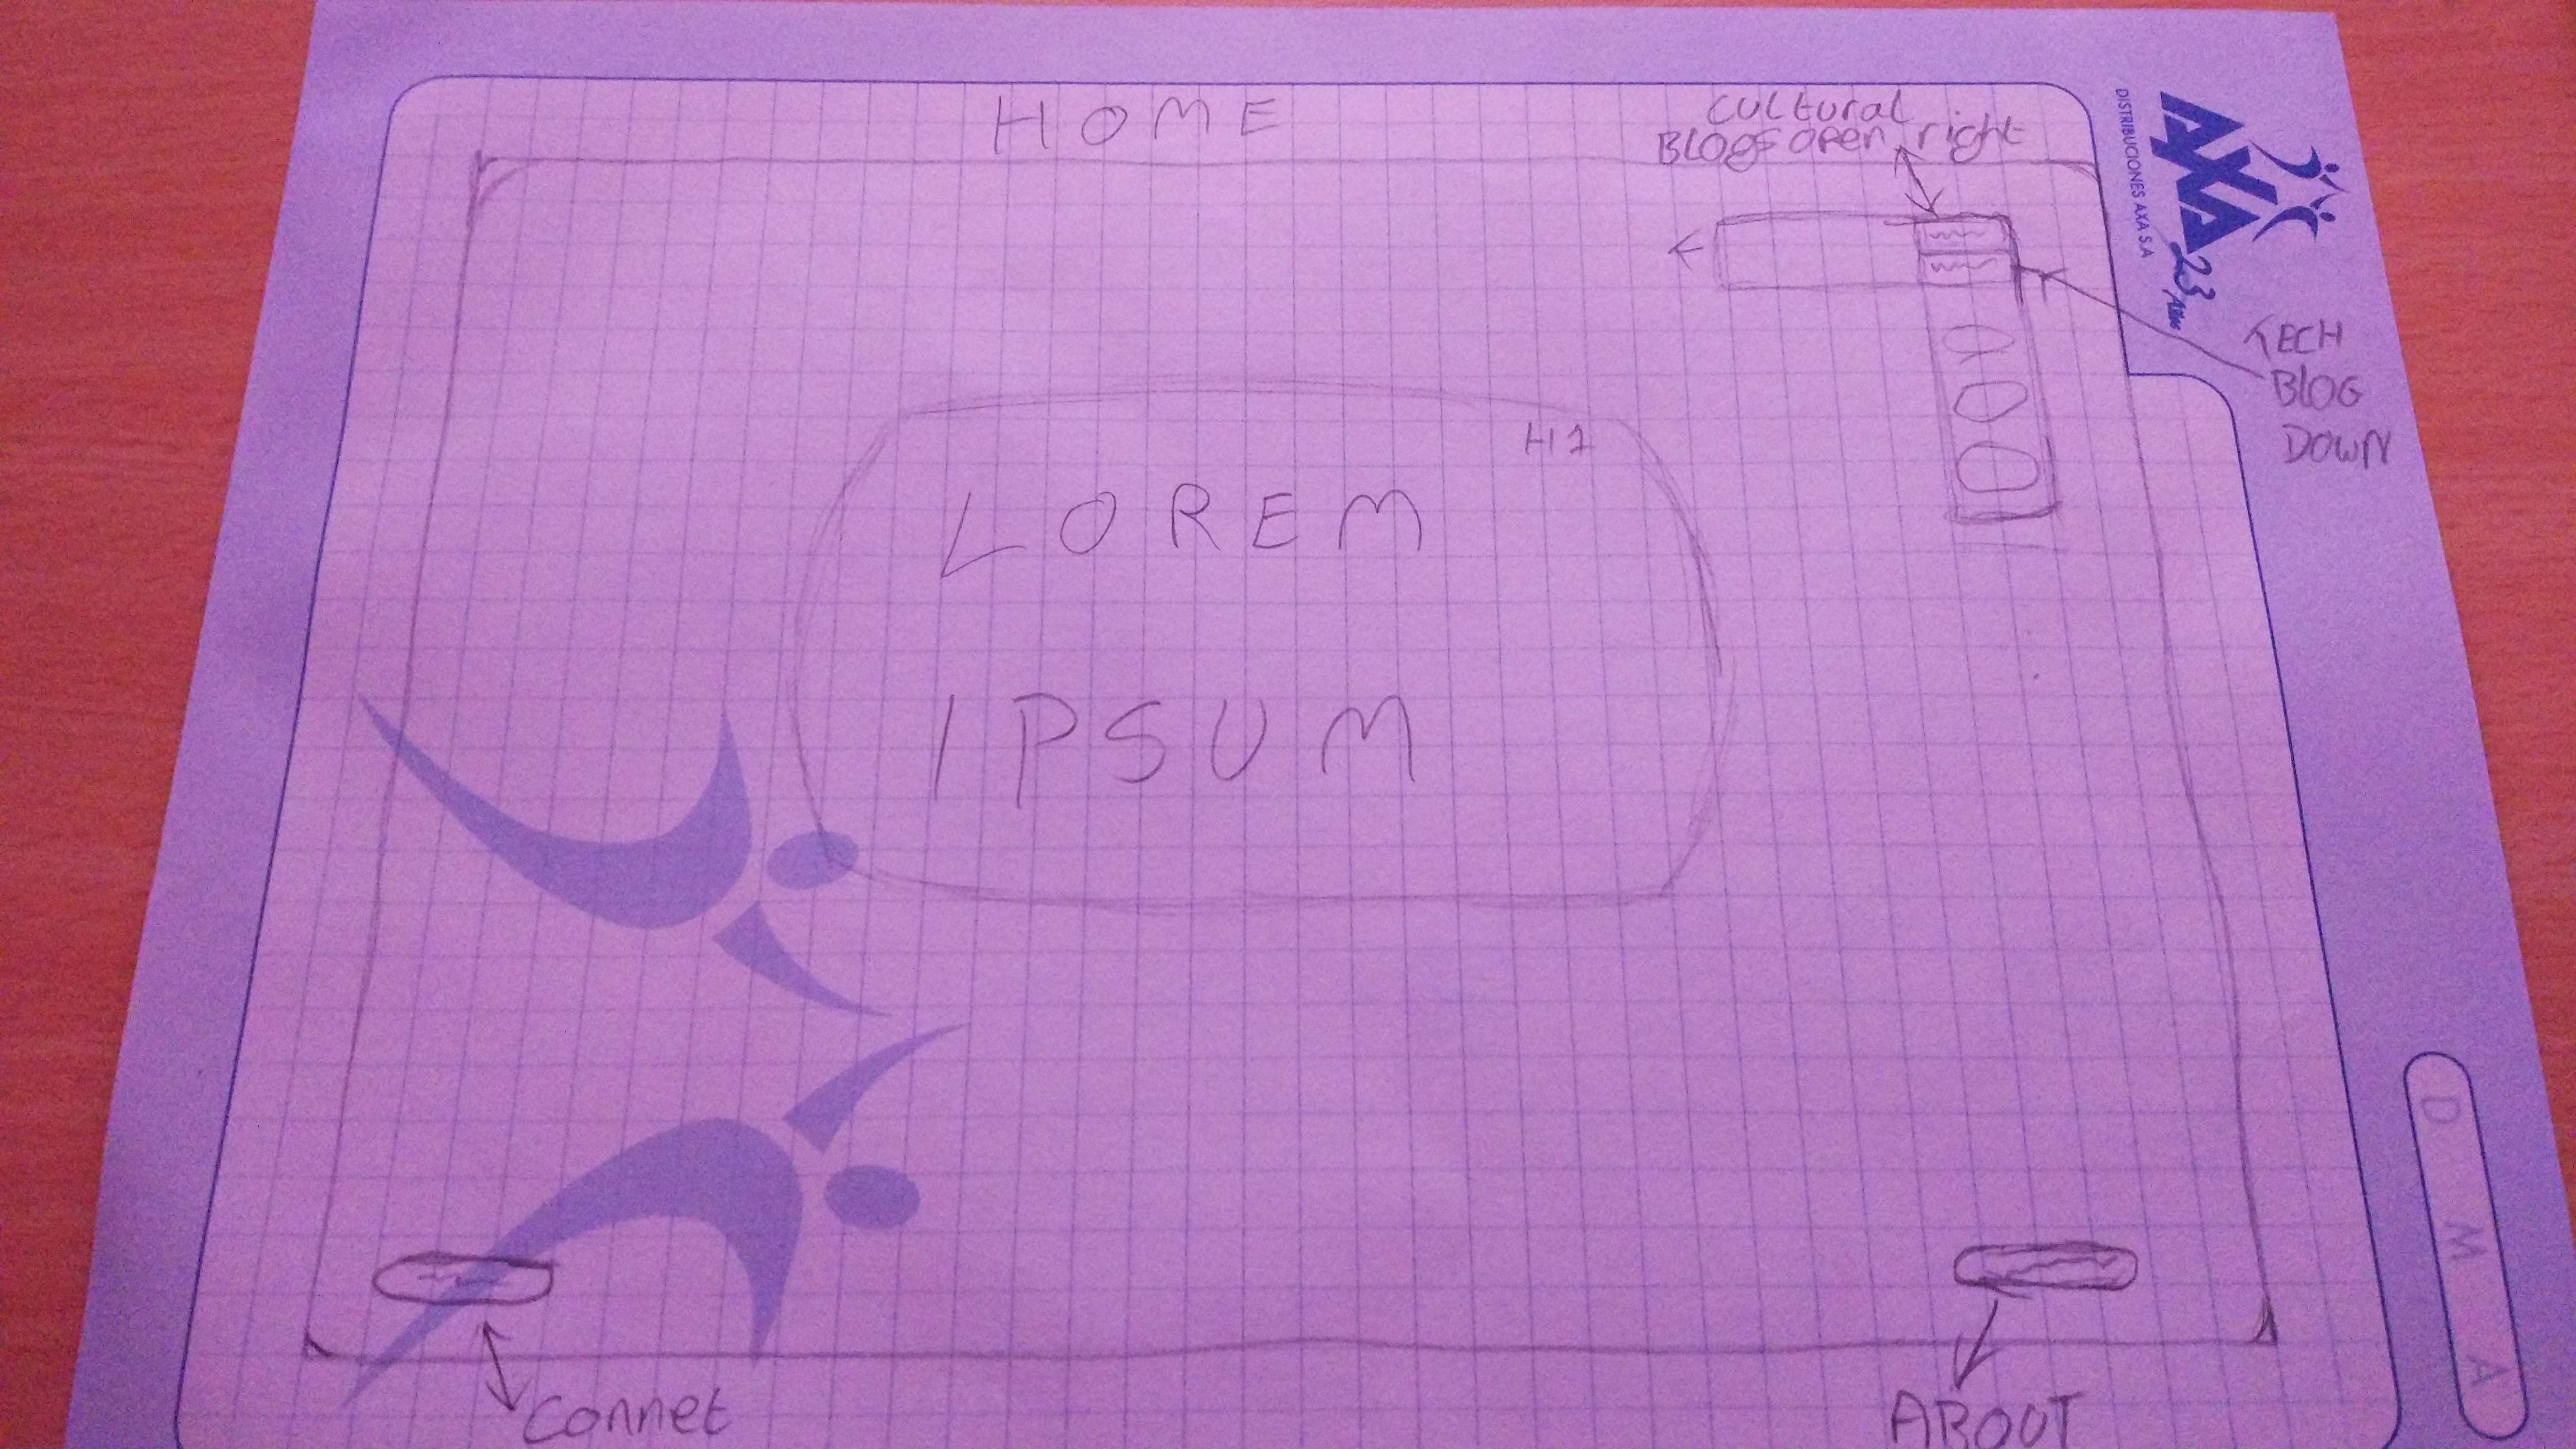 HOME
CULtural
BLOgs open right
AXA
DISTRIBUCIONES AXA S.A
23 Años
TECH
BLOG
DOWN
H1
LOREM
IPSUM
Connet
ABOUT
D M A